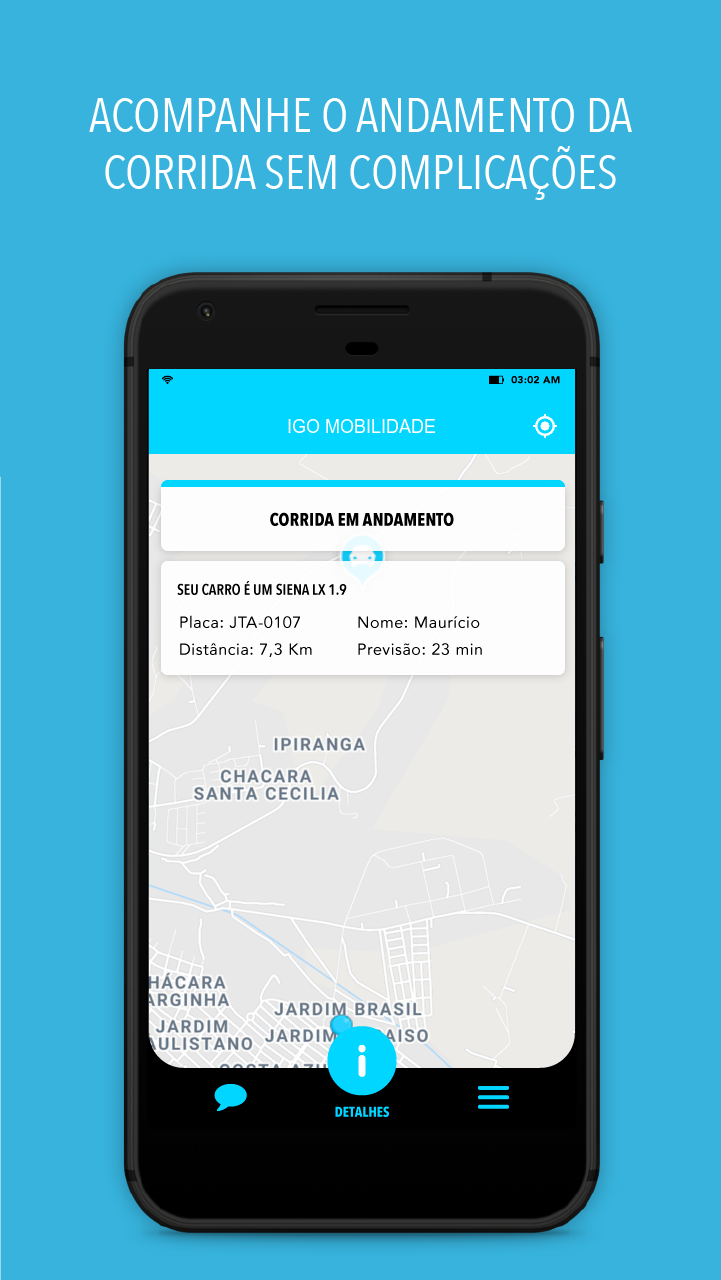 ACOMPANHE O ANDAMENTO DA
CORRIDA SEM COMPLICAÇÕES
03:02 AM
IGO MOBILIDADE
CORRIDA EM ANDAMENTO
SEU CARRO É UM SIENA LX 1.9
Placa: JTA-0107 Nome: Maurício
Distância: 7,3 Km Previsão: 23 min
IPIRANGA
CHACARA
SANTA CECILIA
HÁCARA
ARGINHA
JARDIM BRASIL
JARDIM
AULISTANO
JARDIM AISO
COSTA AZU
i
DETALHES